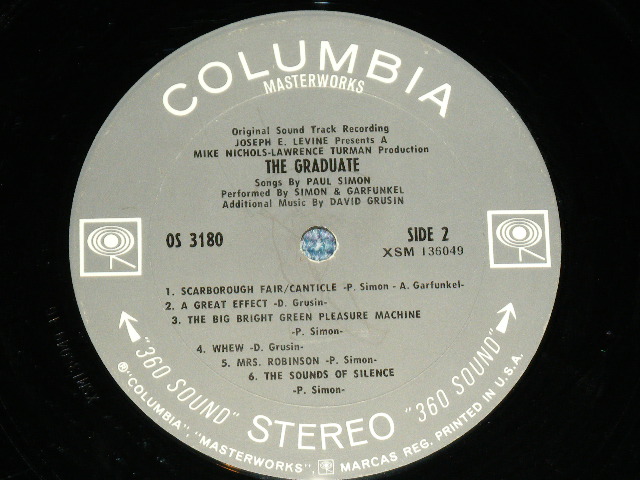 COLUMBIA
MASTERWORKS
Original Sound Track Recording
JOSEPH E. LEVINE Presents A
MIKE NICHOLS-LAWRENCE TURMAN Production
THE GRADUATE
Songs By PAUL SIMON
Performed By SIMON & GARFUNKEL
Additional Music By DAVID GRUSIN
OS 3180
SIDE 2
XSM 136049
1. SCARBOROUGH FAIR/CANTICLE -P. Simon - A. Garfunkel-
2. A GREAT EFFECT -D. Grusin-
3. THE BIG BRIGHT GREEN PLEASURE MACHINE
-P. Simon-
4. WHEW -D. Grusin-
5. MRS. ROBINSON -P. Simon-
6. THE SOUNDS OF SILENCE
-P. Simon-
"360 SOUND" STEREO "360 SOUND"
®"COLUMBIA", "MASTERWORKS", MARCAS REG. PRINTED IN U.S.A.